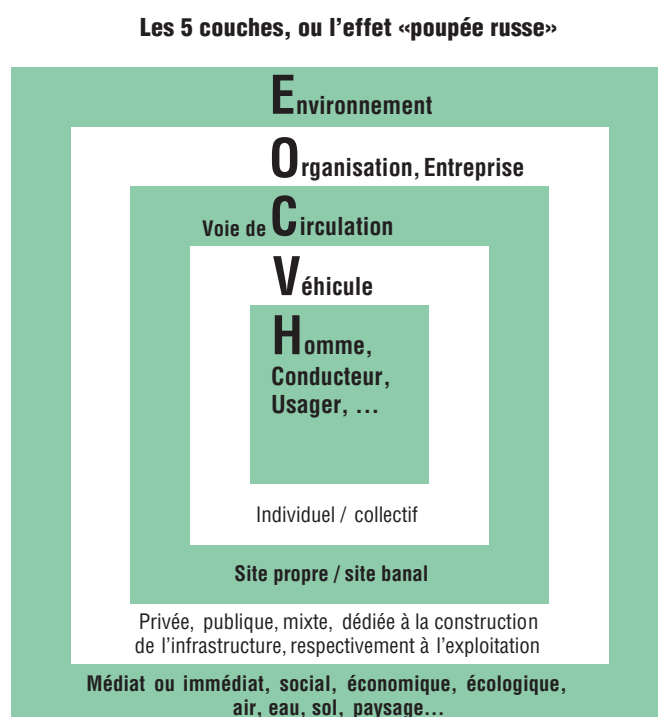 Les 5 couches, ou l'effet «poupée russe»
Environnement
Organisation, Entreprise
Voie de Circulation
Véhicule
Homme,
Conducteur,
Usager, ...
Individuel / collectif
Site propre / site banal
Privée, publique, mixte, dédiée à la construction
de l'infrastructure, respectivement à l'exploitation
Médiat ou immédiat, social, économique, écologique,
air, eau, sol, paysage...